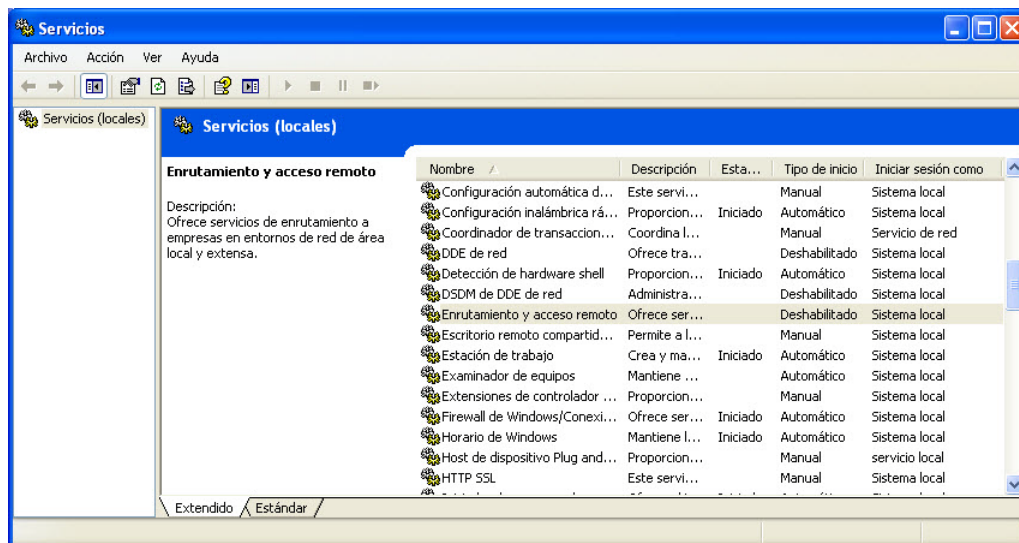 Servicios
Archivo Acción Ver Ayuda
Servicios (locales)
Servicios (locales)
Enrutamiento y acceso remoto
Descripción:
Ofrece servicios de enrutamiento a
empresas en entornos de red de área
local y extensa.
Nombre Descripción Esta... Tipo de inicio Iniciar sesión como
Configuración automática d... Este servi... Manual Sistema local
Configuración inalámbrica rá... Proporcion... Iniciado Automático Sistema local
Coordinador de transaccion... Coordina l... Manual Servicio de red
DDE de red Ofrece tra... Deshabilitado Sistema local
Detección de hardware shell Proporcion... Iniciado Automático Sistema local
DSDM de DDE de red Administra... Deshabilitado Sistema local
Enrutamiento y acceso remoto Ofrece ser... Deshabilitado Sistema local
Escritorio remoto compartid... Permite a l... Manual Sistema local
Estación de trabajo Crea y ma... Iniciado Automático Sistema local
Examinador de equipos Mantiene ... Automático Sistema local
Extensiones de controlador ... Proporcion... Manual Sistema local
Firewall de Windows/Conexi... Ofrece ser... Iniciado Automático Sistema local
Horario de Windows Mantiene l... Iniciado Automático Sistema local
Host de dispositivo Plug and... Proporcion... Manual servicio local
HTTP SSL Este servi... Manual Sistema local
Extendido Estándar